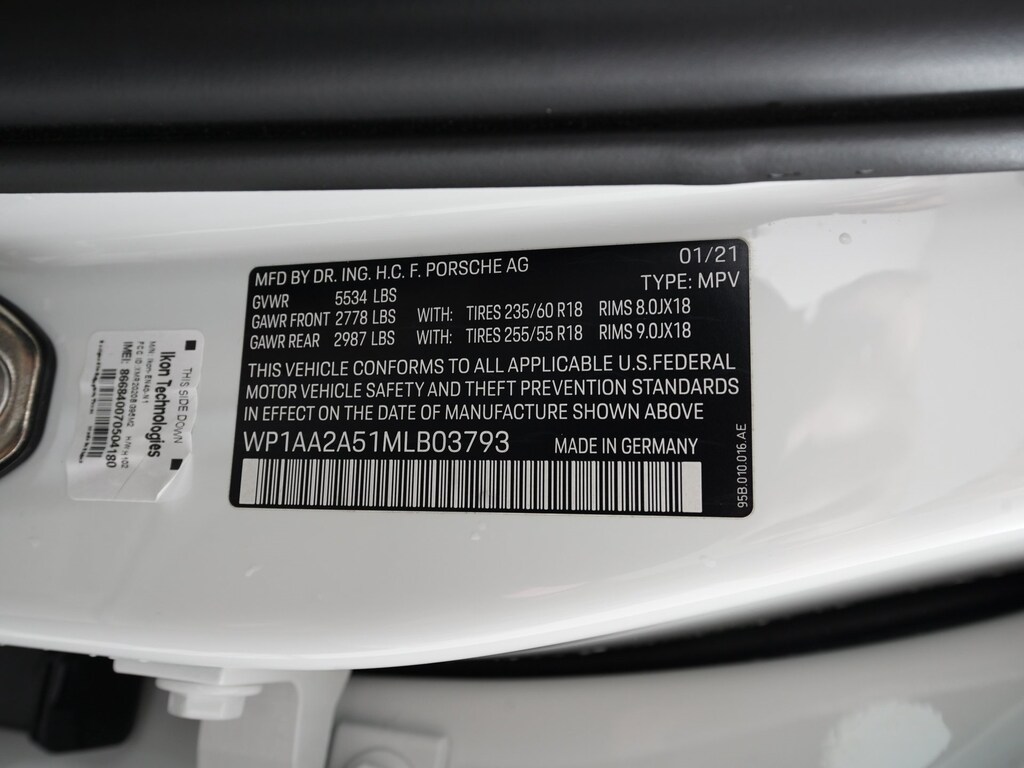 MFD BY DR. ING. H.C. F. PORSCHE AG 01/21
TYPE: MPV
GVWR 5534 LBS
GAWR FRONT 2778 LBS WITH: TIRES 235/60 R18 RIMS 8.0JX18
GAWR REAR 2987 LBS WITH: TIRES 255/55 R18 RIMS 9.0JX18
THIS VEHICLE CONFORMS TO ALL APPLICABLE U.S.FEDERAL
MOTOR VEHICLE SAFETY AND THEFT PREVENTION STANDARDS
IN EFFECT ON THE DATE OF MANUFACTURE SHOWN ABOVE
WP1AA2A51MLB03793 MADE IN GERMANY
95B.010.016.AE
THIS SIDE DOWN
Ikon Technologies
IMEI: 866840070504180